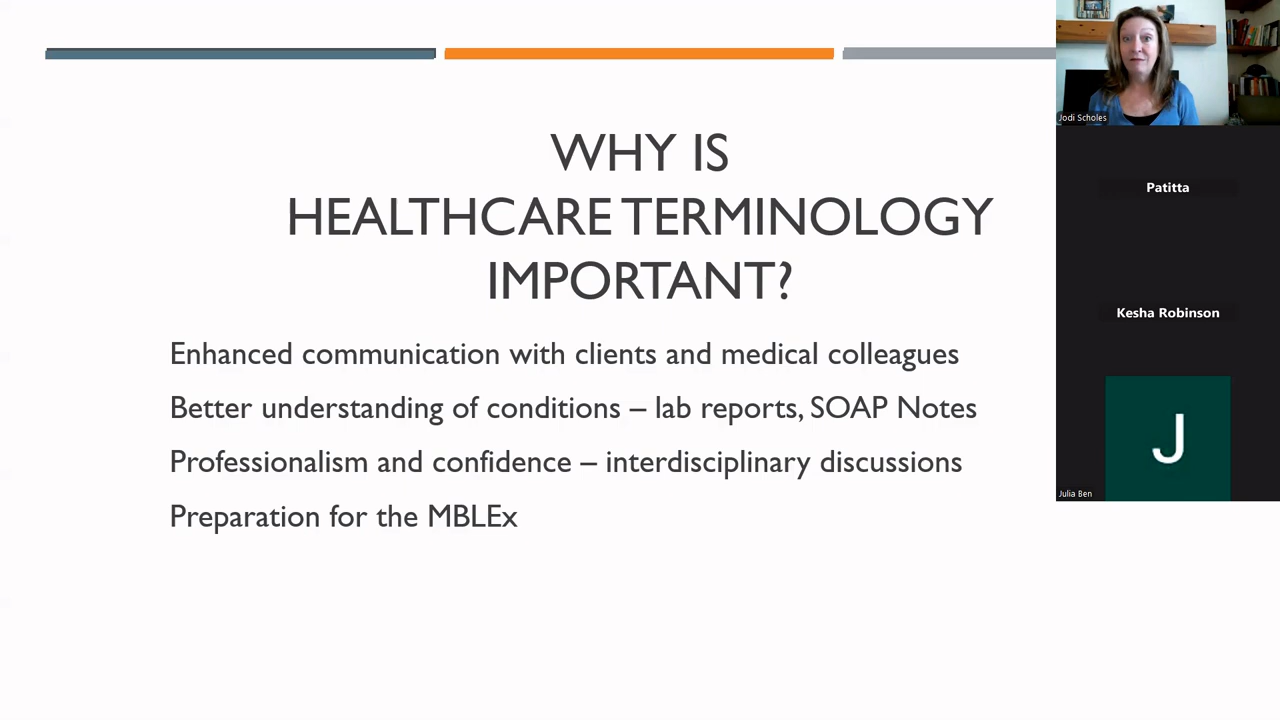 WHY IS
HEALTHCARE TERMINOLOGY
IMPORTANT?
Enhanced communication with clients and medical colleagues
Better understanding of conditions – lab reports, SOAP Notes
Professionalism and confidence – interdisciplinary discussions
Preparation for the MBLEx
Jodi Scholes
Patitta
Kesha Robinson
J
Julia Ben